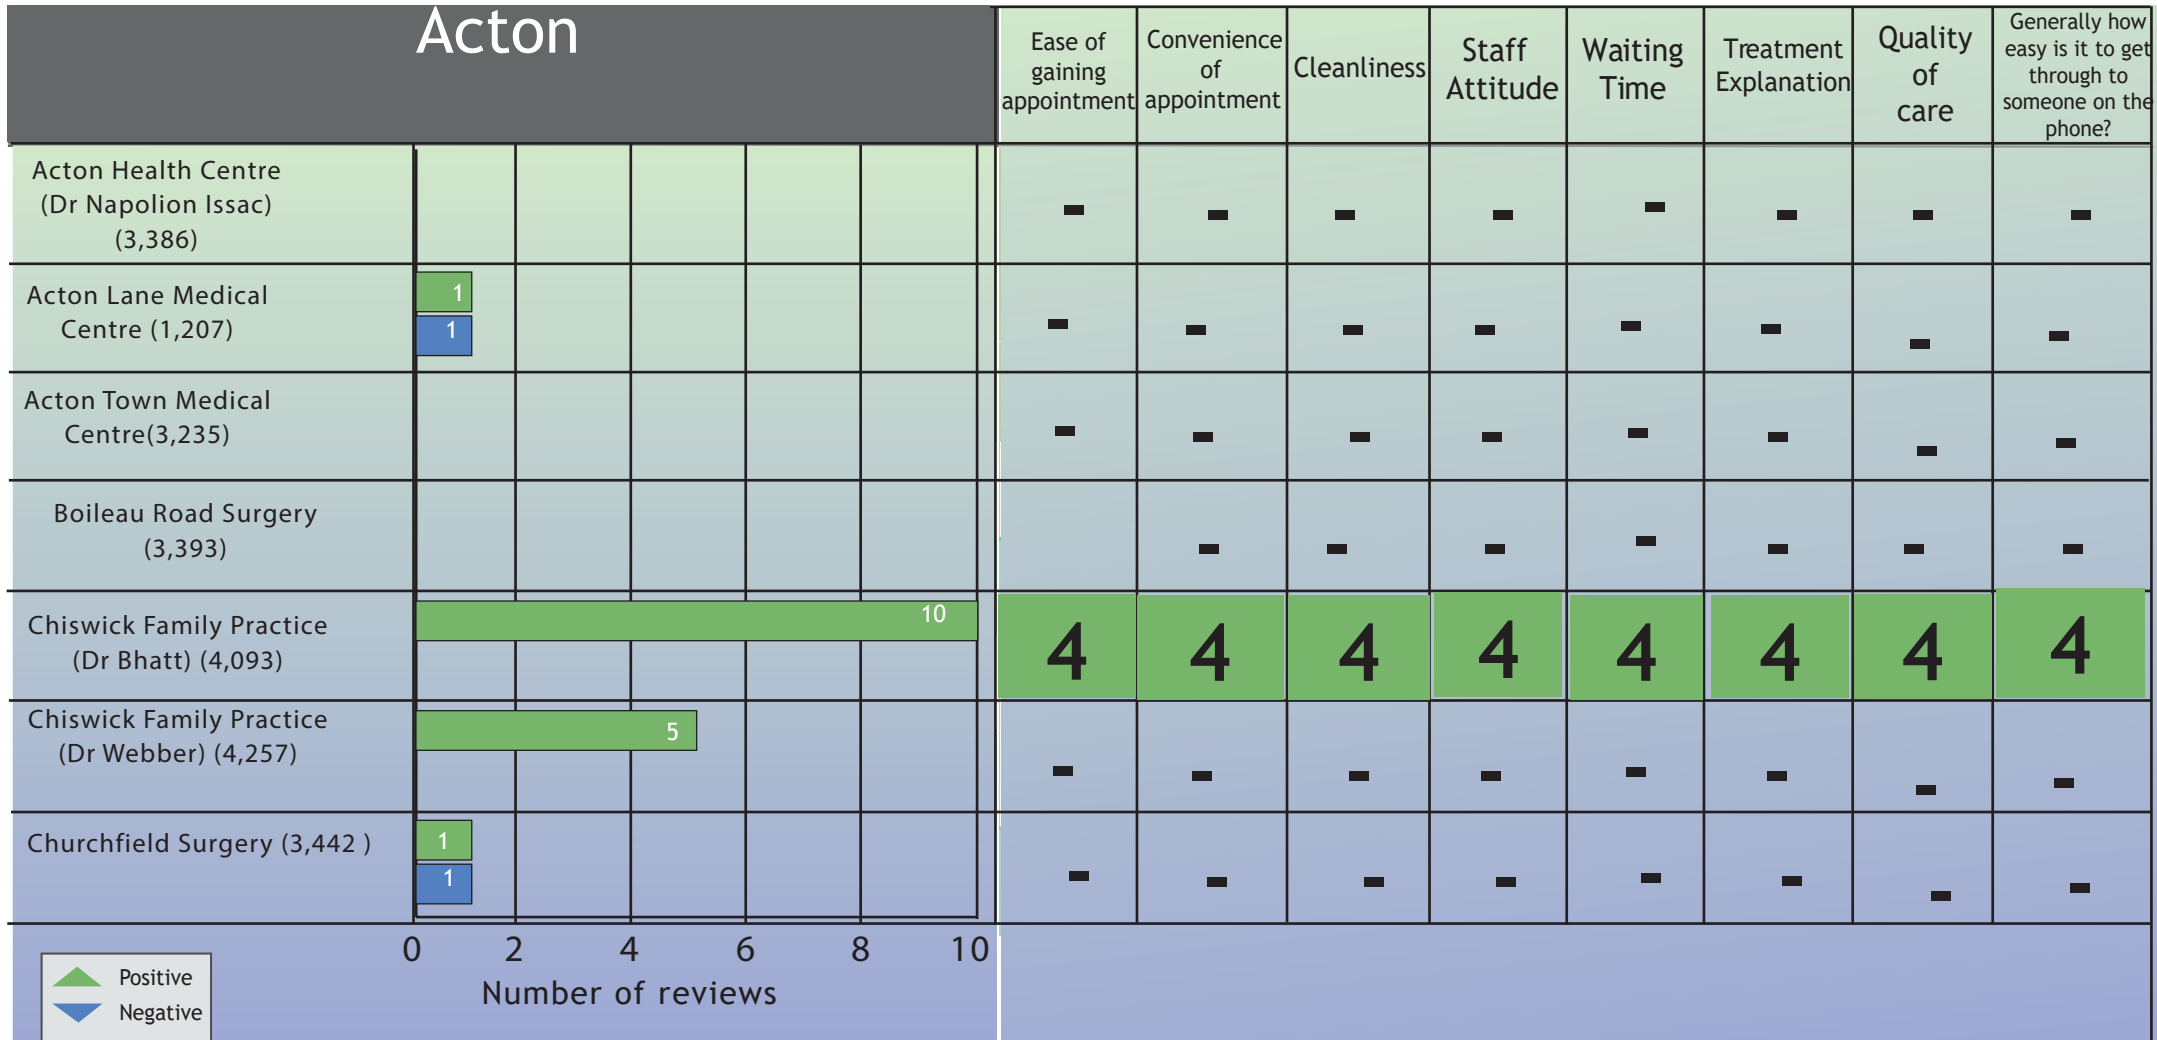 Acton
Ease of
gaining
appointment
Convenience
of
appointment
Cleanliness
Staff
Attitude
Waiting
Time
Treatment
Explanation
Quality
of
care
Generally how
easy is it to get
through to
someone on the
phone?
Acton Health Centre
(Dr Napolion Issac)
(3,386)
- - - - - - - -
Acton Lane Medical
Centre (1,207)
1
1
- - - - - - - -
Acton Town Medical
Centre(3,235)
- - - - - - - -
Boileau Road Surgery
(3,393)
- - - - - - -
Chiswick Family Practice
(Dr Bhatt) (4,093)
10
4 4 4 4 4 4 4 4
Chiswick Family Practice
(Dr Webber) (4,257)
5
- - - - - - - -
Churchfield Surgery (3,442 )
1
1
- - - - - - - -
0 2 4 6 8 10
Number of reviews
Positive
Negative